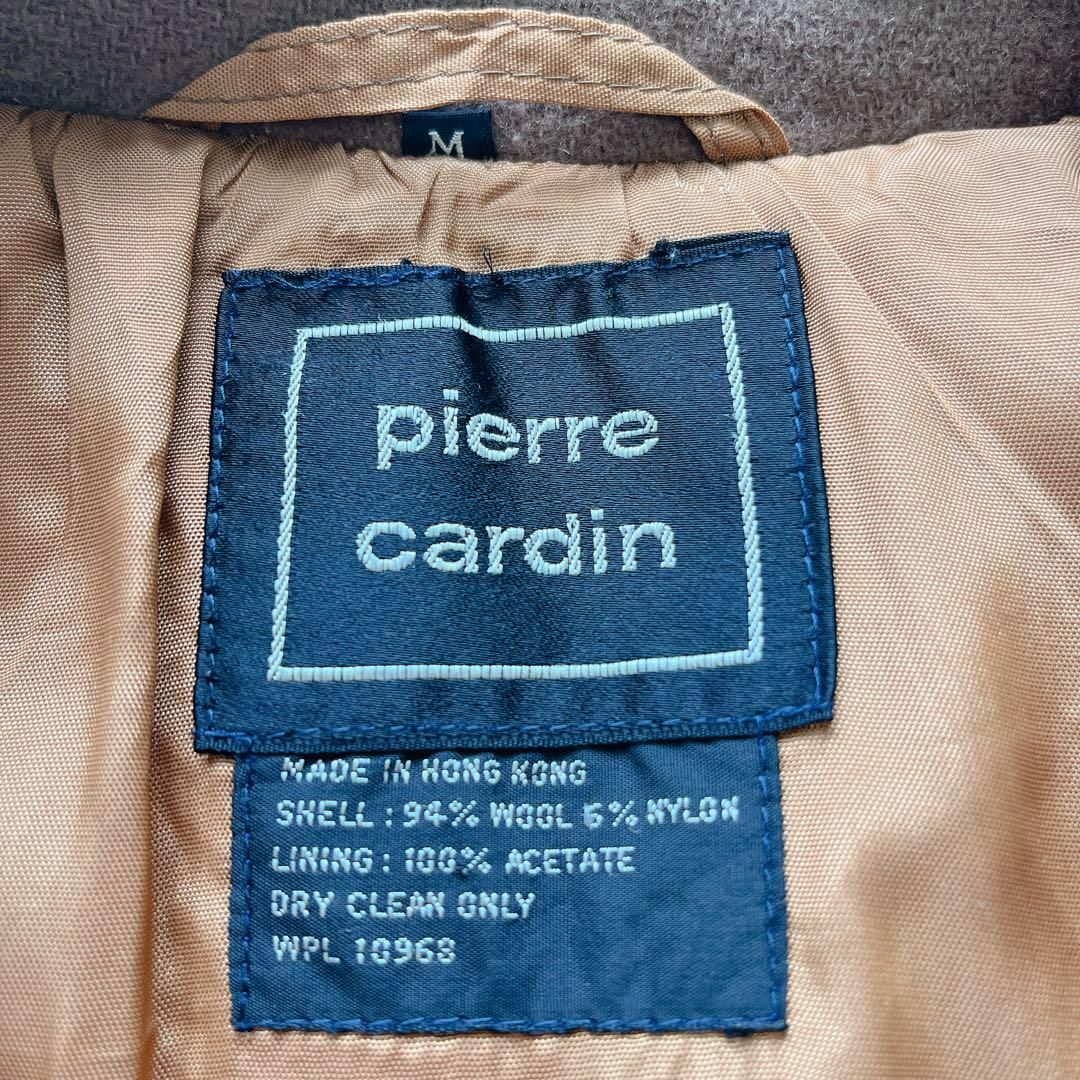 M
pierre
cardin
MADE IN HONG KONG
SHELL : 94% WOOL 6% NYLON
LINING : 100% ACETATE
DRY CLEAN ONLY
WPL 10968